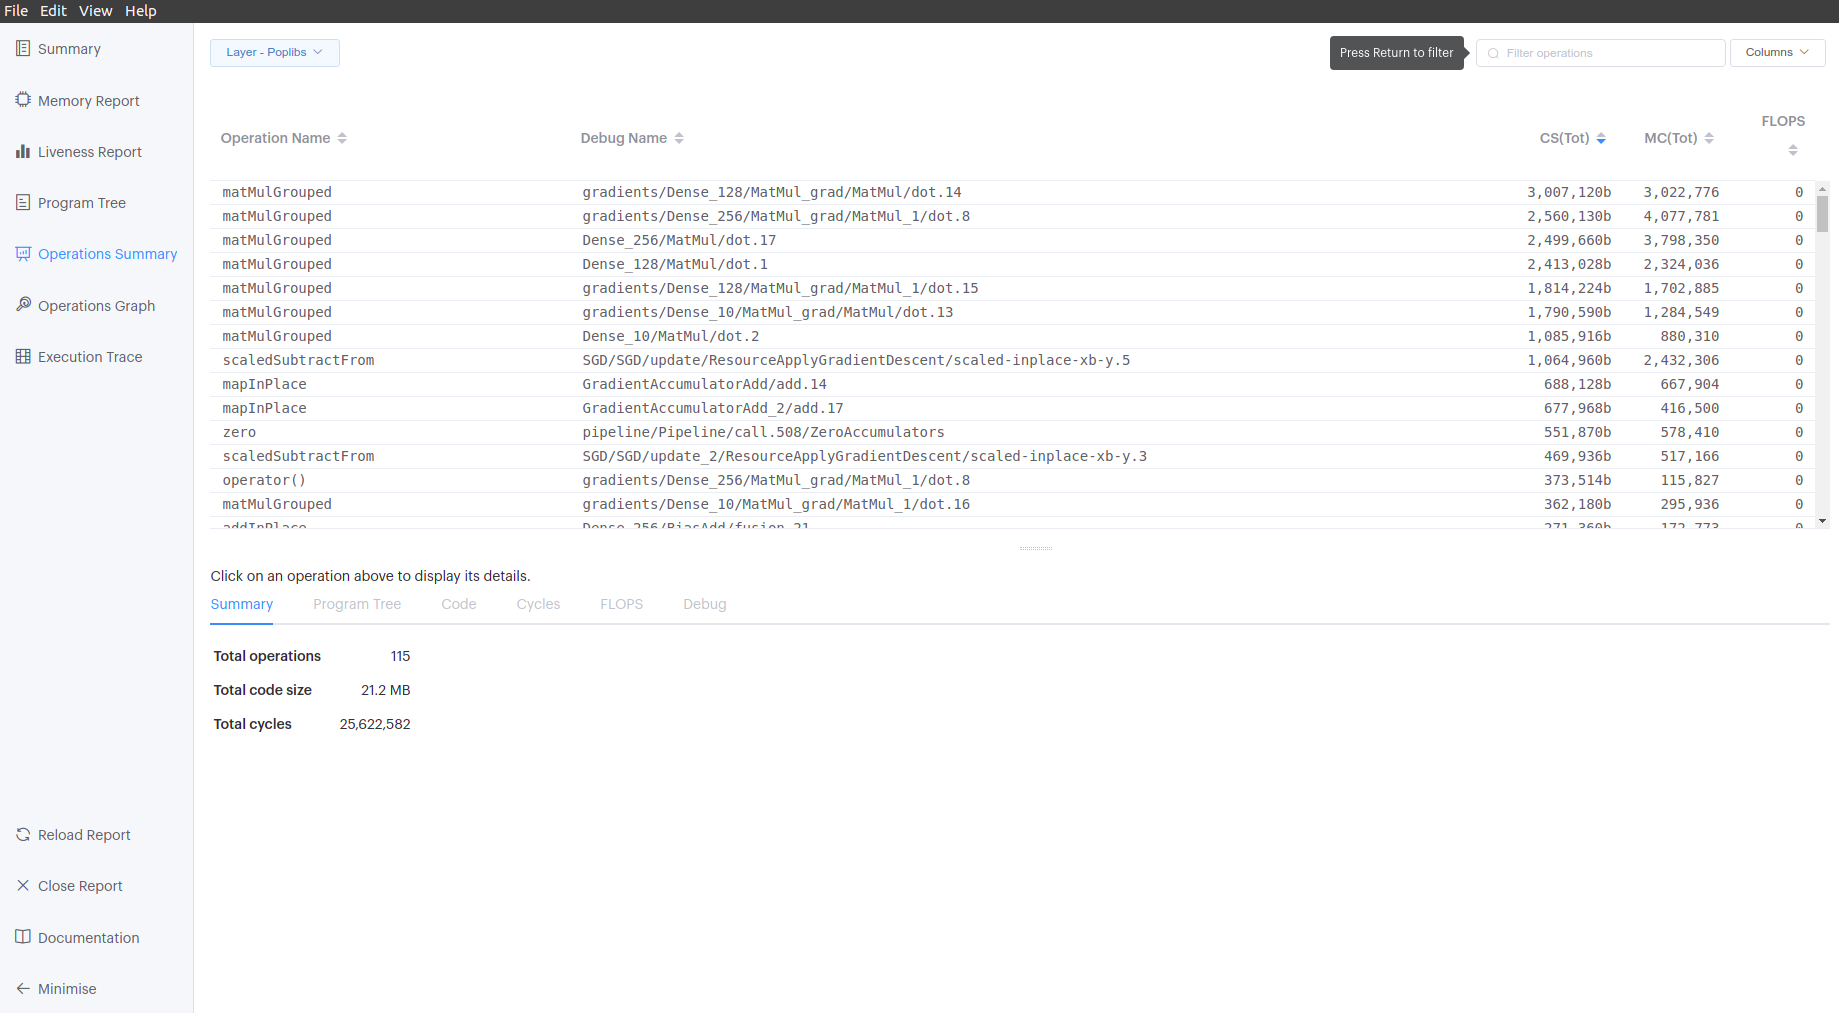 File Edit View Help
Summary
Memory Report
Liveness Report
Program Tree
Operations Summary
Operations Graph
Execution Trace
Reload Report
Close Report
Documentation
Minimise
Layer - Poplibs
Press Return to filter
Filter operations
Columns
Operation Name Debug Name CS(Tot) MC(Tot) FLOPS
matMulGrouped gradients/Dense_128/MatMul_grad/MatMul/dot.14 3,007,120b 3,022,776 0
matMulGrouped gradients/Dense_256/MatMul_grad/MatMul_1/dot.8 2,560,130b 4,077,781 0
matMulGrouped Dense_256/MatMul/dot.17 2,499,660b 3,798,350 0
matMulGrouped Dense_128/MatMul/dot.1 2,413,028b 2,324,036 0
matMulGrouped gradients/Dense_128/MatMul_grad/MatMul_1/dot.15 1,814,224b 1,702,885 0
matMulGrouped gradients/Dense_10/MatMul_grad/MatMul/dot.13 1,790,590b 1,284,549 0
matMulGrouped Dense_10/MatMul/dot.2 1,085,916b 880,310 0
scaledSubtractFrom SGD/SGD/update/ResourceApplyGradientDescent/scaled-inplace-xb-y.5 1,064,960b 2,432,306 0
mapInPlace GradientAccumulatorAdd/add.14 688,128b 667,904 0
mapInPlace GradientAccumulatorAdd_2/add.17 677,968b 416,500 0
zero pipeline/Pipeline/call.508/ZeroAccumulators 551,870b 578,410 0
scaledSubtractFrom SGD/SGD/update_2/ResourceApplyGradientDescent/scaled-inplace-xb-y.3 469,936b 517,166 0
operator() gradients/Dense_256/MatMul_grad/MatMul_1/dot.8 373,514b 115,827 0
matMulGrouped gradients/Dense_10/MatMul_grad/MatMul_1/dot.16 362,180b 295,936 0
addInPlace Dense_256/BiasAdd/fusion.21 271,360b 172,773 0
Click on an operation above to display its details.
Summary Program Tree Code Cycles FLOPS Debug
Total operations 115
Total code size 21.2 MB
Total cycles 25,622,582